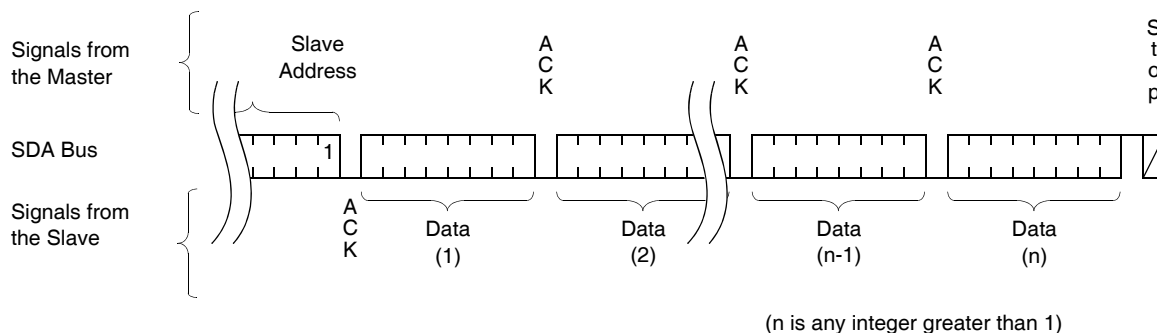 Signals from
the Master
Slave
Address
A
C
K
A
C
K
A
C
K
S
t
o
p
SDA Bus
1
Signals from
the Slave
A
C
K
Data
(1)
Data
(2)
Data
(n-1)
Data
(n)
(n is any integer greater than 1)